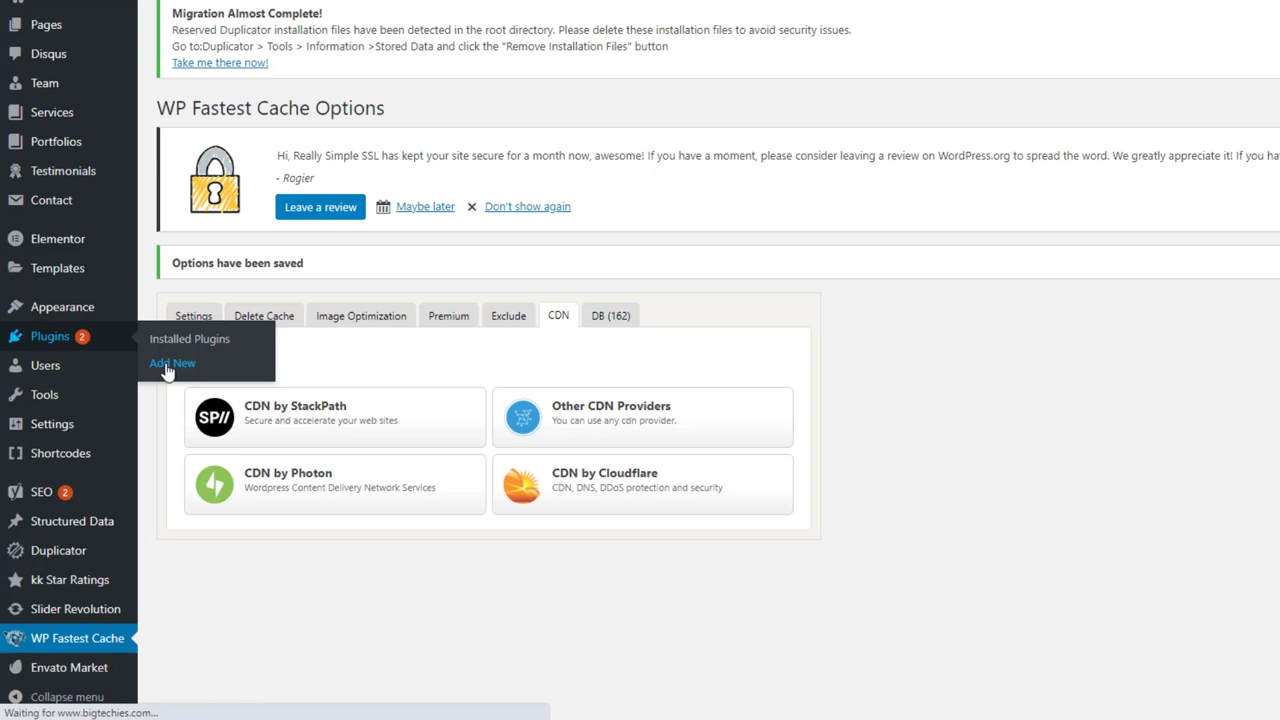 Pages
Disqus
Team
Services
Portfolios
Testimonials
Contact
Elementor
Templates
Appearance
Plugins 2
Installed Plugins
Add New
Users
Tools
Settings
Shortcodes
SEO 2
Structured Data
Duplicator
kk Star Ratings
Slider Revolution
WP Fastest Cache
Envato Market
Collapse menu
Waiting for www.bigtechies.com...
Migration Almost Complete!
Reserved Duplicator installation files have been detected in the root directory. Please delete these installation files to avoid security issues.
Go to:Duplicator > Tools > Information >Stored Data and click the "Remove Installation Files" button
Take me there now!
WP Fastest Cache Options
Hi, Really Simple SSL has kept your site secure for a month now, awesome! If you have a moment, please consider leaving a review on WordPress.org to spread the word. We greatly appreciate it! If you ha
- Rogier
Leave a review Maybe later Don't show again
Options have been saved
Settings Delete Cache Image Optimization Premium Exclude CDN DB (162)
CDN by StackPath
Secure and accelerate your web sites
SP//
Other CDN Providers
You can use any cdn provider.
CDN by Photon
Wordpress Content Delivery Network Services
CDN by Cloudflare
CDN, DNS, DDoS protection and security